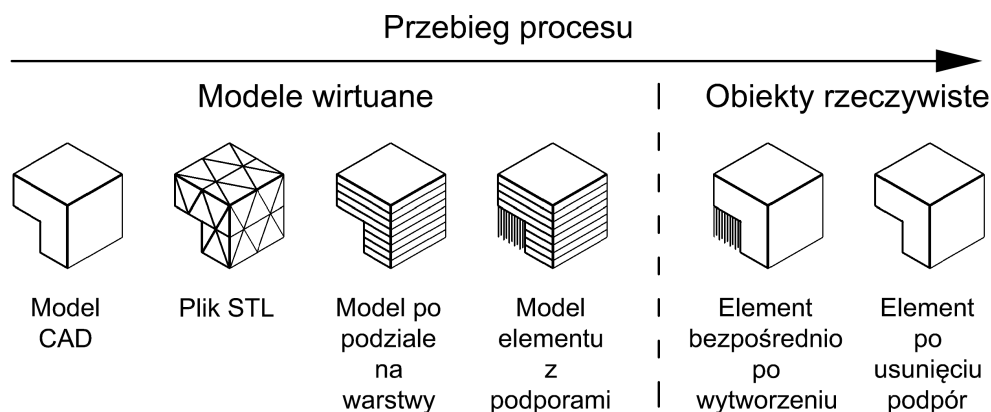 Przebieg procesu
Modele wirtuane
Obiekty rzeczywiste
Model
CAD
Plik STL
Model po
podziale
na
warstwy
Model
elementu
z
podporami
Element
bezpośrednio
po
wytworzeniu
Element
po
usunięciu
podpór